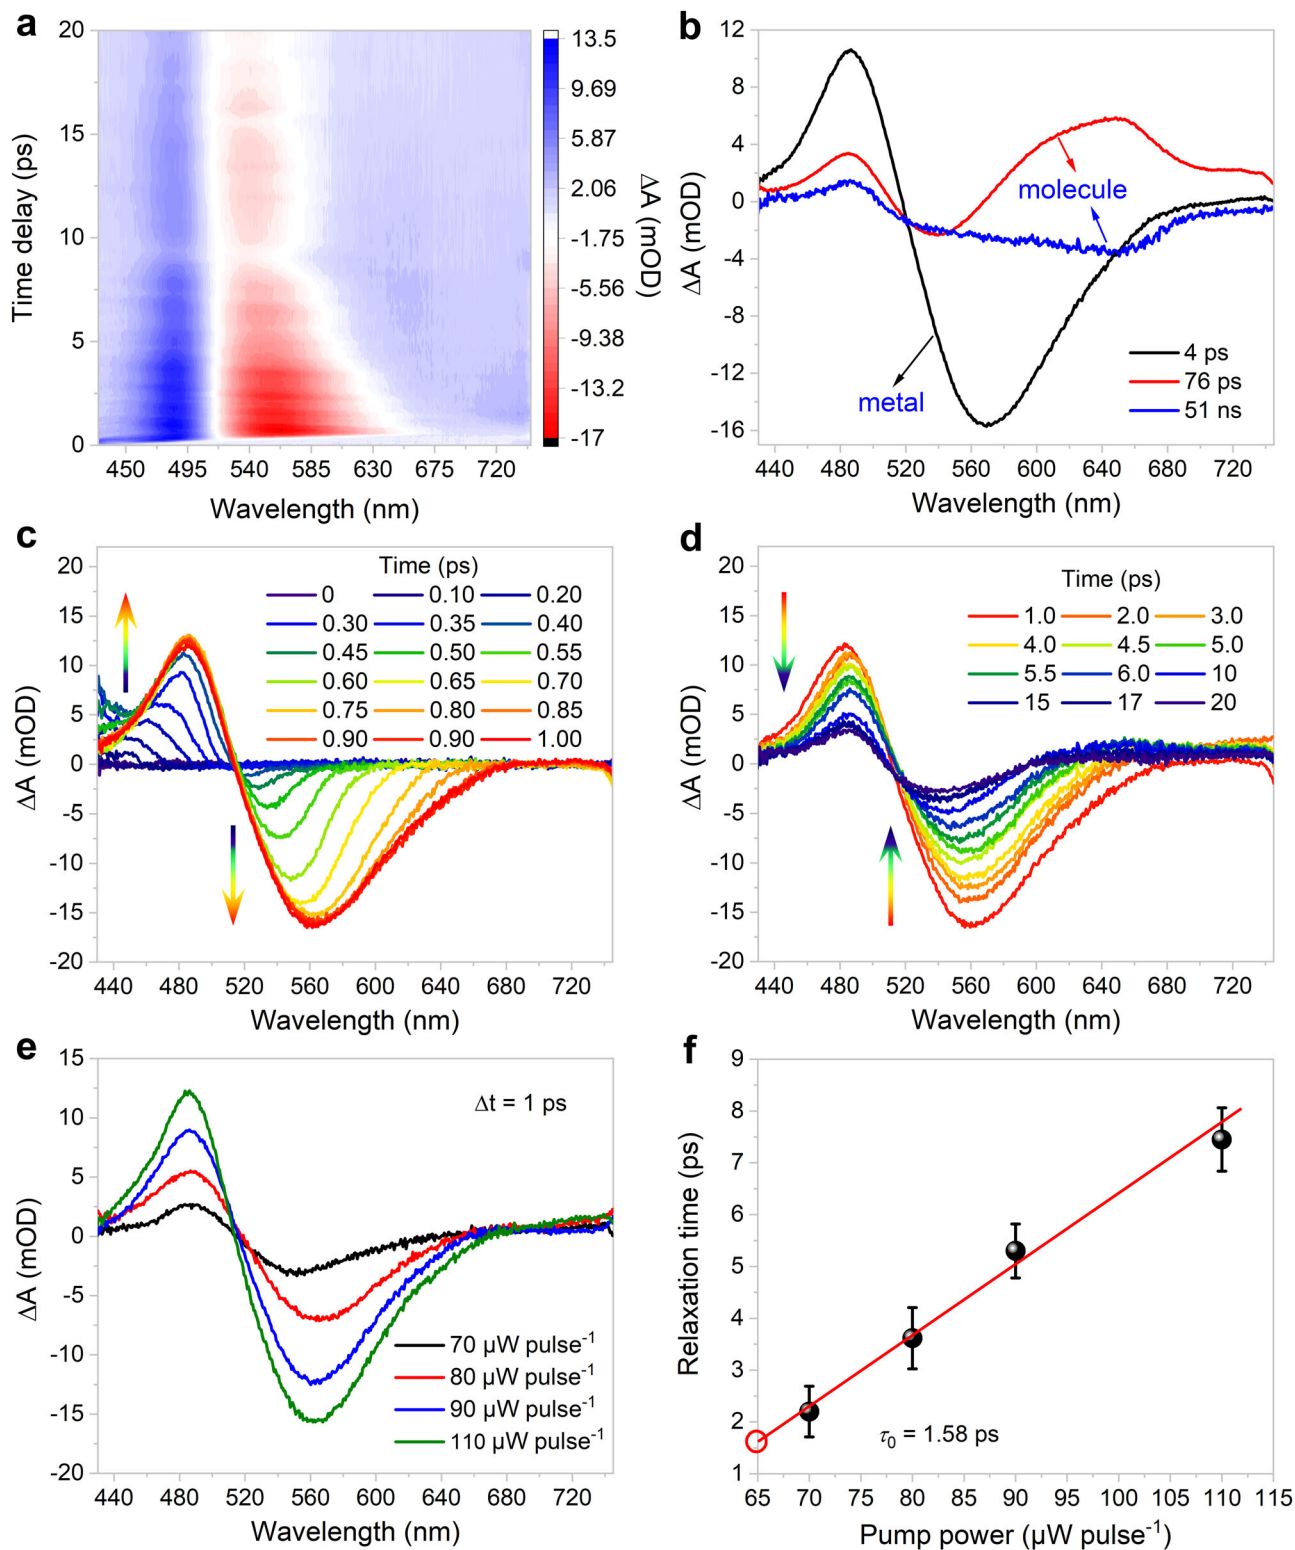 a
20
15
10
5
0
Time delay (ps)
450 495 540 585 630 675 720
Wavelength (nm)
13.5
9.69
5.87
2.06
-1.75
-5.56
-9.38
-13.2
-17
ΔA (mOD)
b
12
8
4
0
-4
-8
-12
-16
ΔA (mOD)
molecule
metal
4 ps
76 ps
51 ns
440 480 520 560 600 640 680 720
Wavelength (nm)
c
20
15
10
5
0
-5
-10
-15
-20
ΔA (mOD)
Time (ps)
0 0.10 0.20
0.30 0.35 0.40
0.45 0.50 0.55
0.60 0.65 0.70
0.75 0.80 0.85
0.90 0.90 1.00
440 480 520 560 600 640 680 720
Wavelength (nm)
d
20
15
10
5
0
-5
-10
-15
-20
ΔA (mOD)
Time (ps)
1.0 2.0 3.0
4.0 4.5 5.0
5.5 6.0 10
15 17 20
440 480 520 560 600 640 680 720
Wavelength (nm)
e
15
10
5
0
-5
-10
-15
-20
ΔA (mOD)
Δt = 1 ps
70 µW pulse⁻¹
80 µW pulse⁻¹
90 µW pulse⁻¹
110 µW pulse⁻¹
440 480 520 560 600 640 680 720
Wavelength (nm)
f
9
8
7
6
5
4
3
2
1
Relaxation time (ps)
τ₀ = 1.58 ps
65 70 75 80 85 90 95 100 105 110 115
Pump power (µW pulse⁻¹)